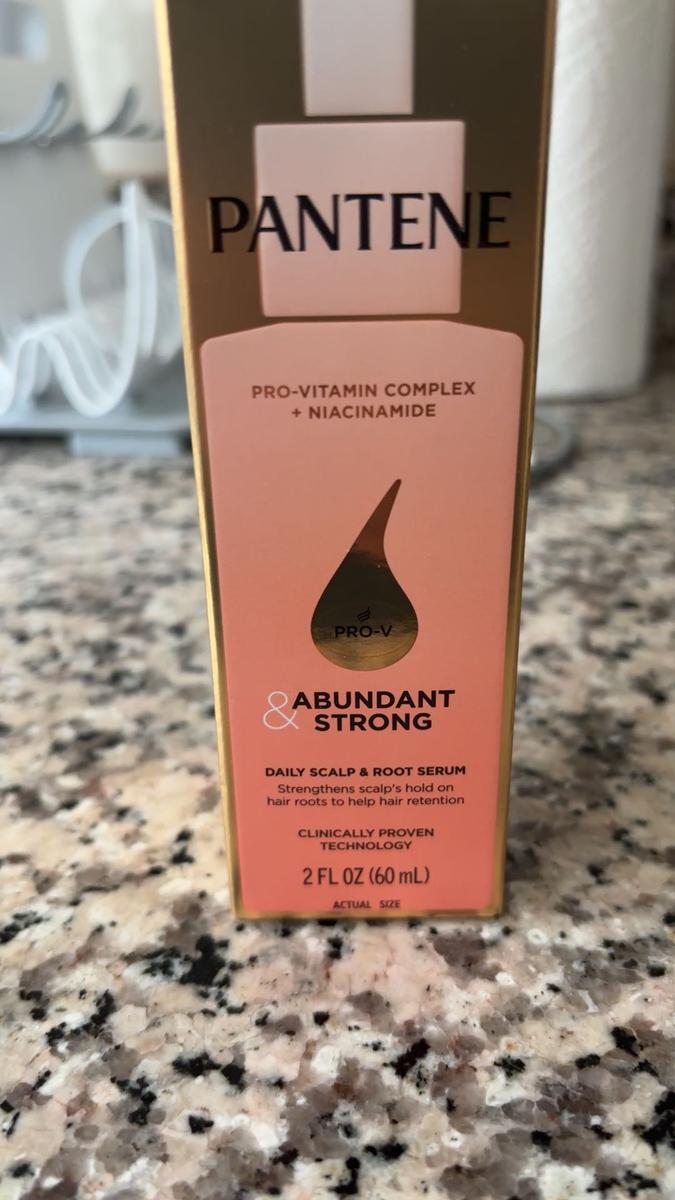 PANTENE
PRO-VITAMIN COMPLEX
+ NIACINAMIDE
PRO-V
& ABUNDANT
STRONG
DAILY SCALP & ROOT SERUM
Strengthens scalp's hold on
hair roots to help hair retention
CLINICALLY PROVEN
TECHNOLOGY
2 FL OZ (60 mL)
ACTUAL SIZE